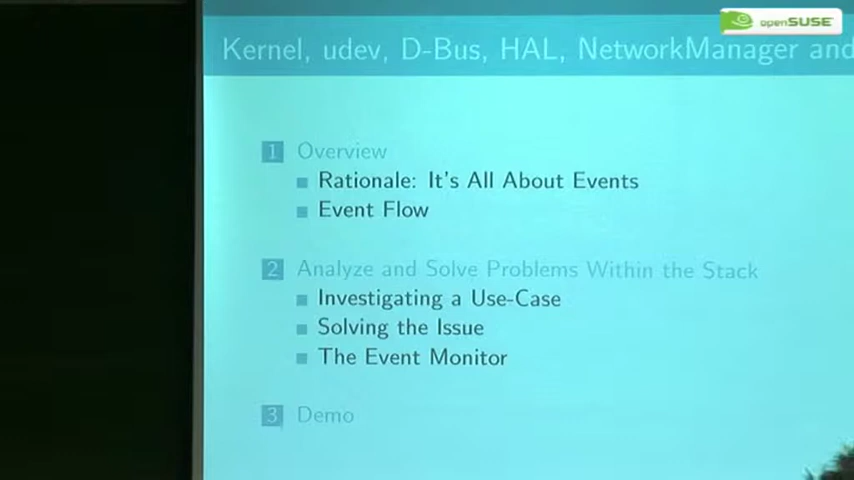 openSUSE
Kernel, udev, D-Bus, HAL, NetworkManager and
1 Overview
Rationale: It's All About Events
Event Flow
2 Analyze and Solve Problems Within the Stack
Investigating a Use-Case
Solving the Issue
The Event Monitor
3 Demo